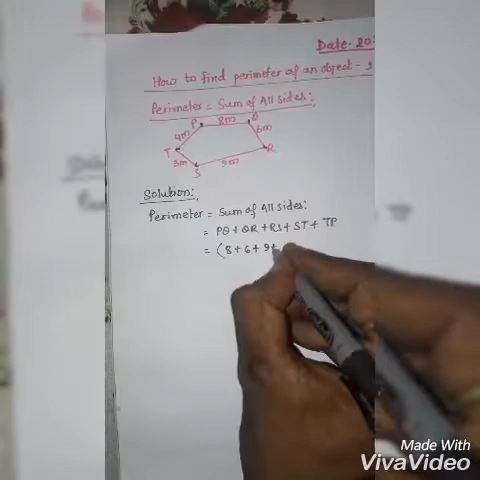 Date- 20
How to find perimeter of an object-
Perimeter = Sum of All sides:
P 8m Q
4m 6m
T R
3m 9m
S
Solution:
Perimeter = Sum of All sides:
= PQ + QR + RS + ST + TP
= (8+6+9+
Made With
VivaVideo